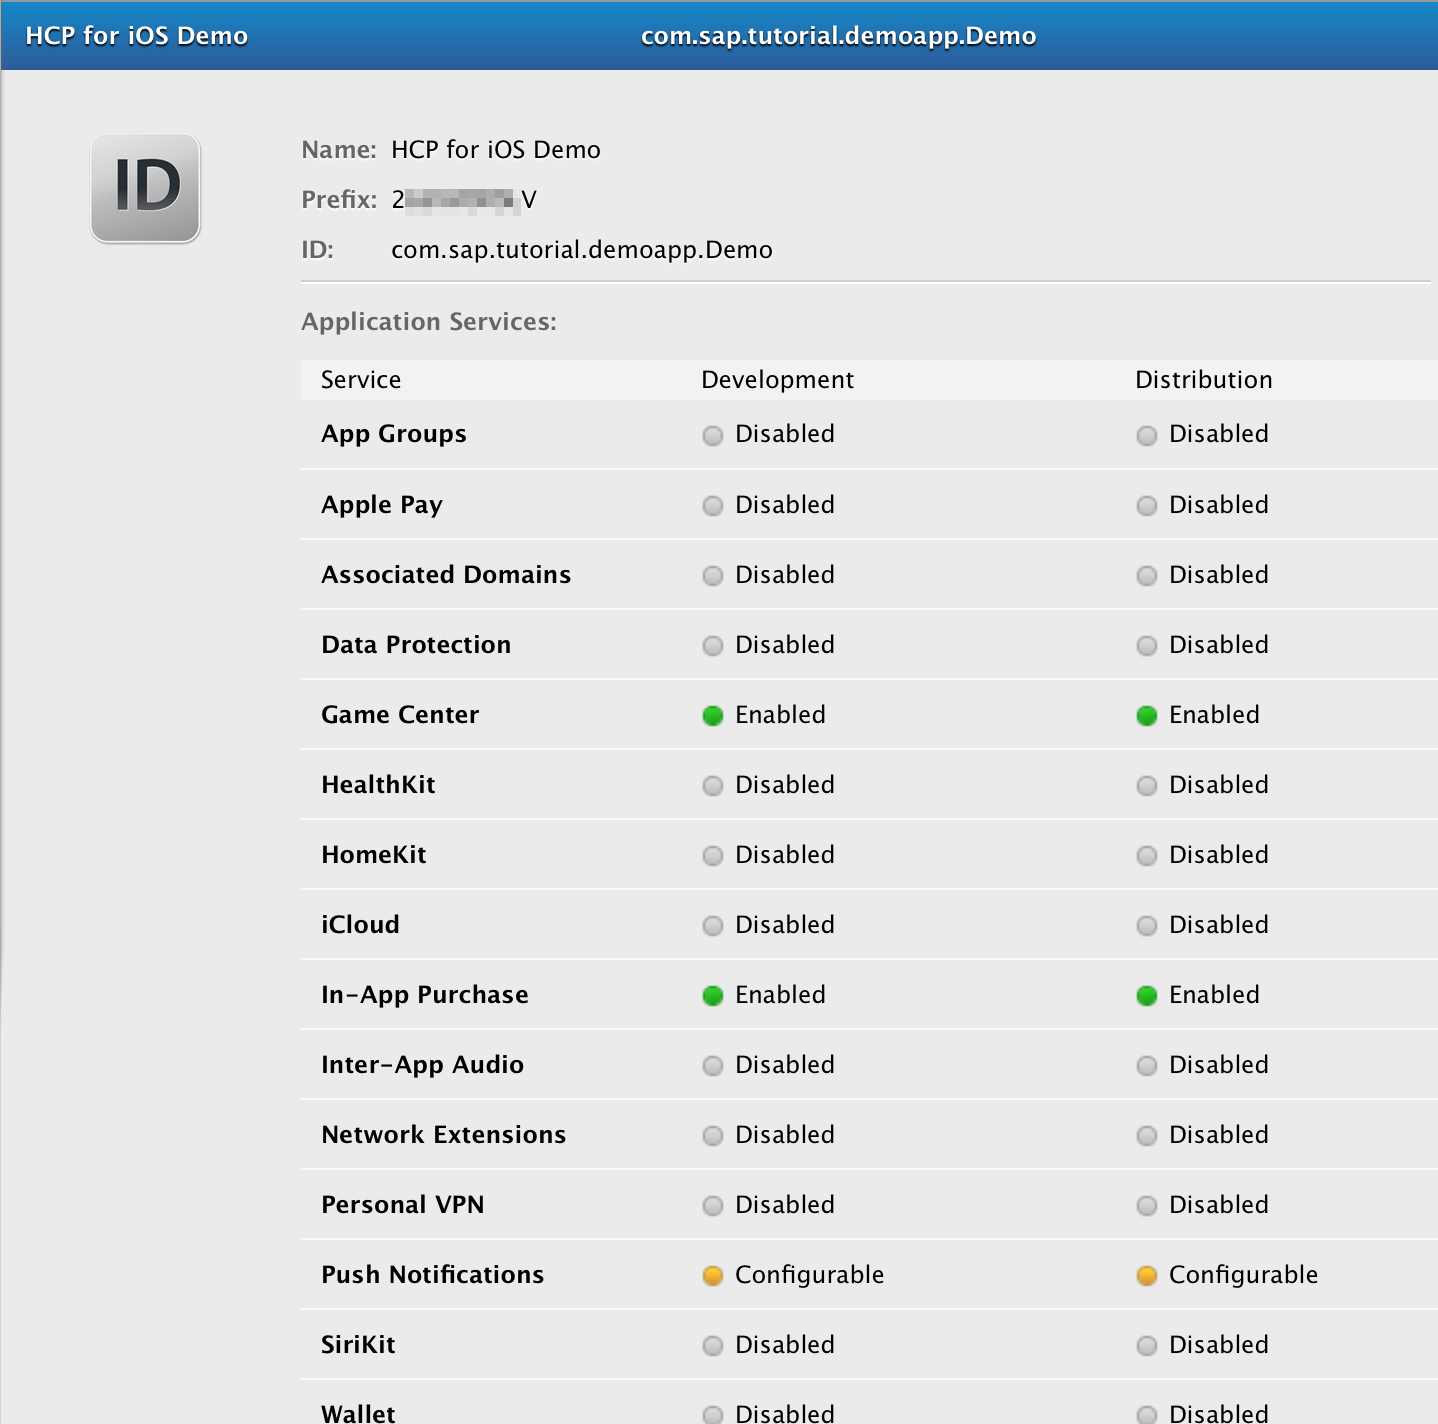 HCP for iOS Demo com.sap.tutorial.demoapp.Demo
ID
Name: HCP for iOS Demo
Prefix: 2 V
ID: com.sap.tutorial.demoapp.Demo
Application Services:
Service Development Distribution
App Groups Disabled Disabled
Apple Pay Disabled Disabled
Associated Domains Disabled Disabled
Data Protection Disabled Disabled
Game Center Enabled Enabled
HealthKit Disabled Disabled
HomeKit Disabled Disabled
iCloud Disabled Disabled
In-App Purchase Enabled Enabled
Inter-App Audio Disabled Disabled
Network Extensions Disabled Disabled
Personal VPN Disabled Disabled
Push Notifications Configurable Configurable
SiriKit Disabled Disabled
Wallet Disabled Disabled